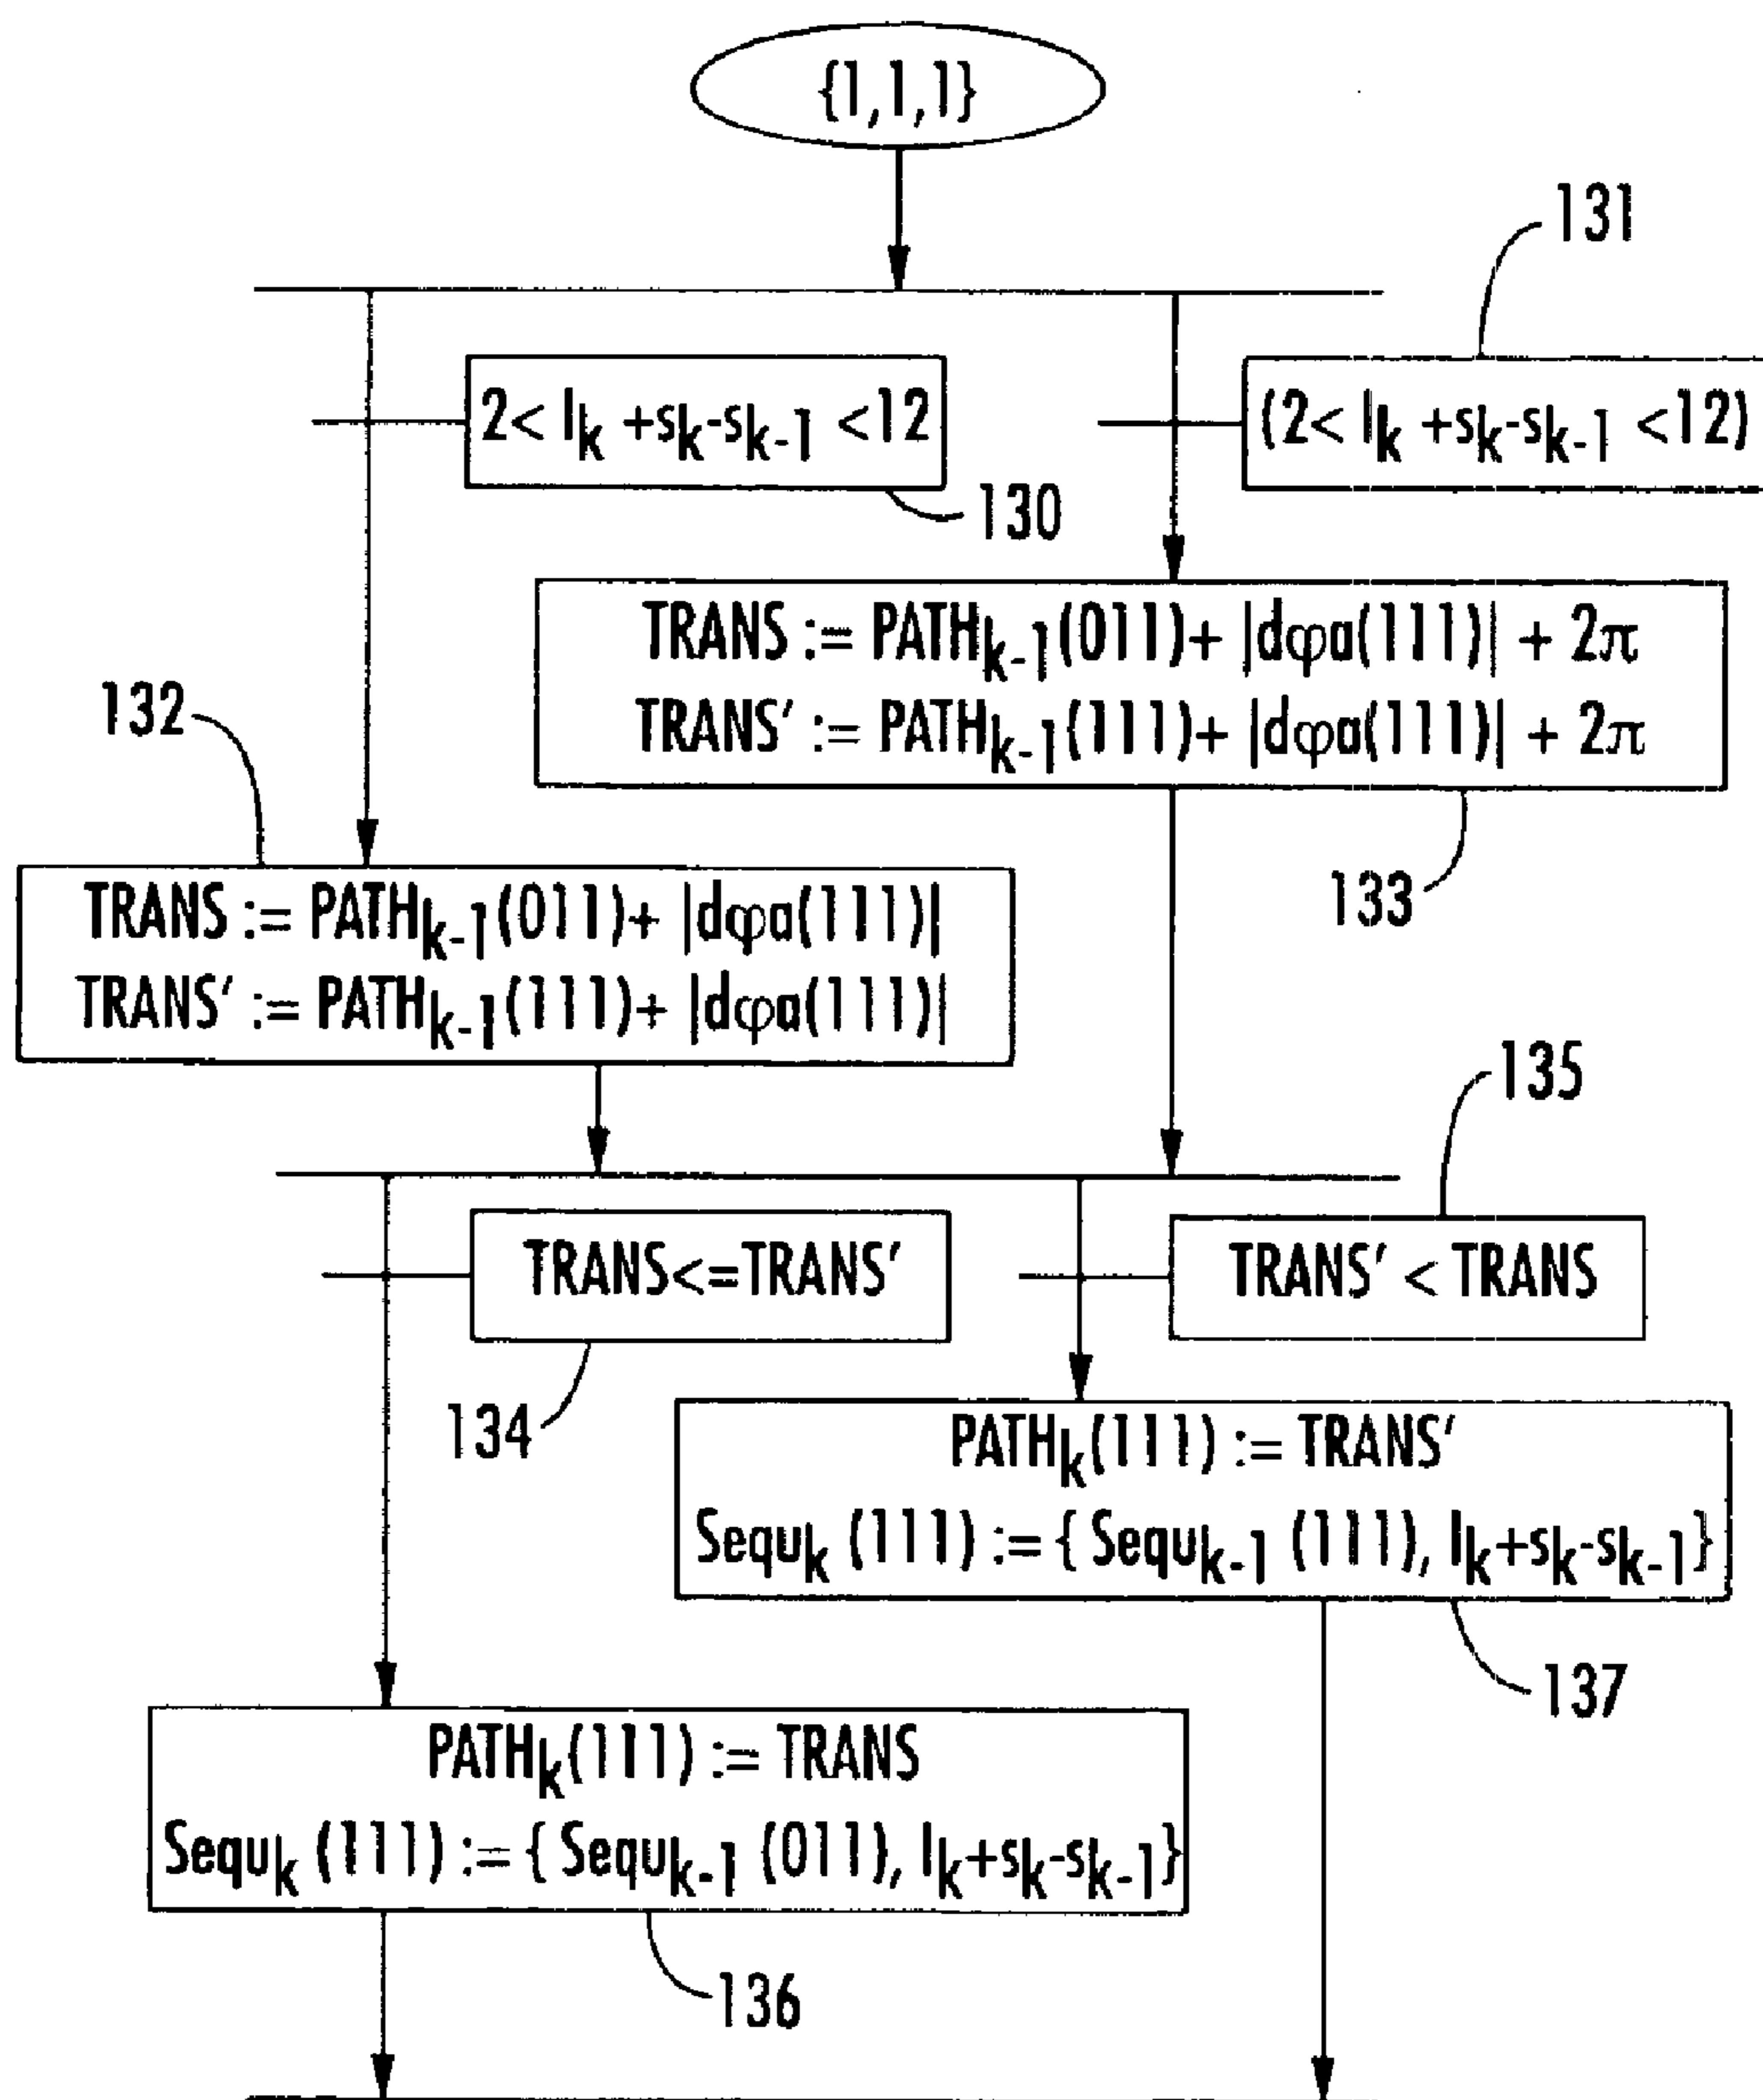 {1,1,1}
131
2< lk +sk-sk-1 <12
(2< lk +sk-sk-1 <12)
130
TRANS := PATHk-1(011)+ |dφa(111)| + 2π
TRANS' := PATHk-1(111)+ |dφa(111)| + 2π
132
133
TRANS := PATHk-1(011)+ |dφa(111)|
TRANS' := PATHk-1(111)+ |dφa(111)|
135
TRANS<=TRANS'
TRANS' < TRANS
134
PATHk(111) := TRANS'
Sequk (111) := { Sequk-1 (111), lk+sk-sk-1}
137
PATHk(111) := TRANS
Sequk (111) := { Sequk-1 (011), lk+sk-sk-1}
136